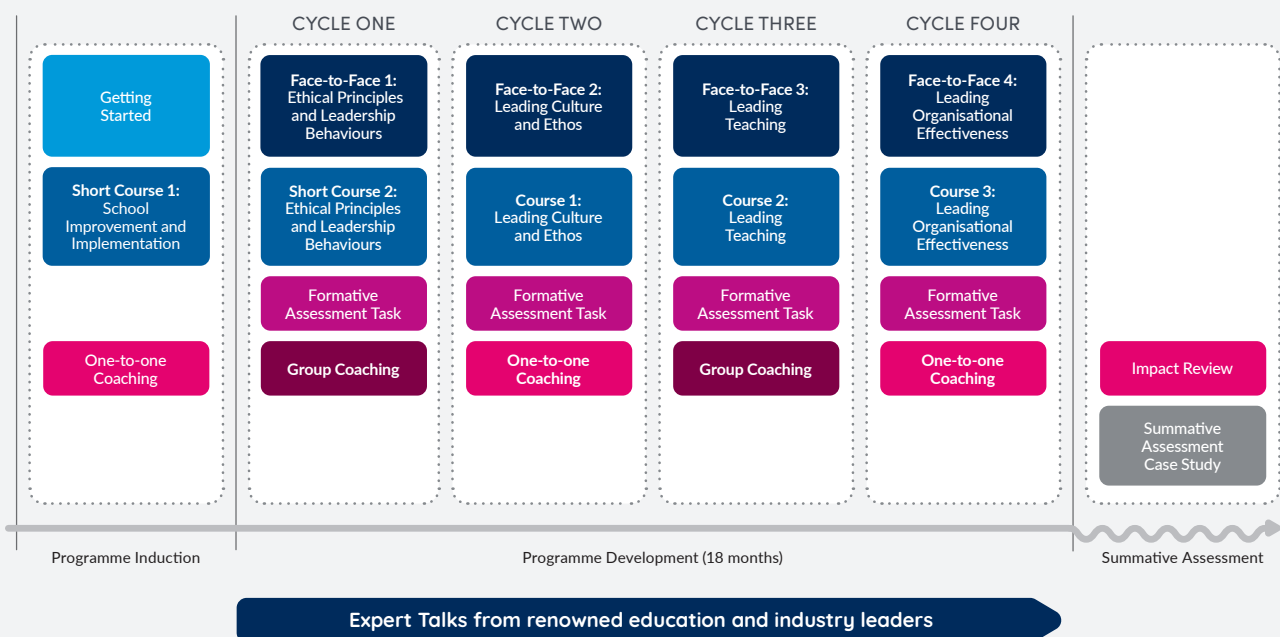 CYCLE ONE
CYCLE TWO
CYCLE THREE
CYCLE FOUR
Getting
Started
Short Course 1:
School
Improvement and
Implementation
One-to-one
Coaching
Face-to-Face 1:
Ethical Principles
and Leadership
Behaviours
Short Course 2:
Ethical Principles
and Leadership
Behaviours
Formative
Assessment Task
Group Coaching
Face-to-Face 2:
Leading Culture
and Ethos
Course 1:
Leading Culture
and Ethos
Formative
Assessment Task
One-to-one
Coaching
Face-to-Face 3:
Leading
Teaching
Course 2:
Leading
Teaching
Formative
Assessment Task
Group Coaching
Face-to-Face 4:
Leading
Organisational
Effectiveness
Course 3:
Leading
Organisational
Effectiveness
Formative
Assessment Task
One-to-one
Coaching
Impact Review
Summative
Assessment
Case Study
Programme Induction
Programme Development (18 months)
Summative Assessment
Expert Talks from renowned education and industry leaders